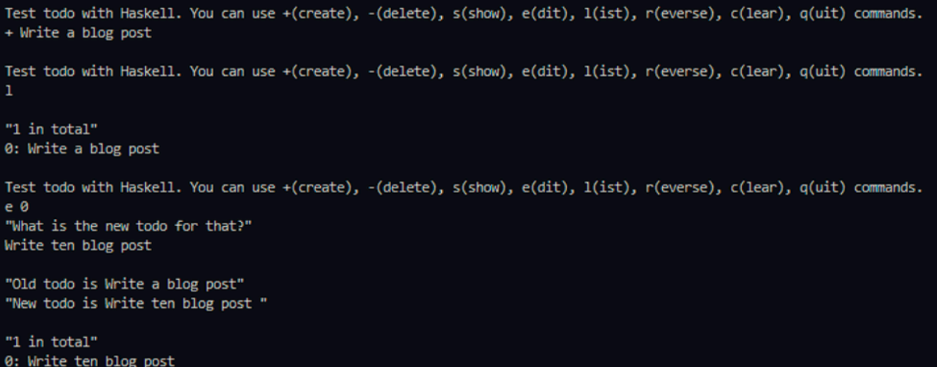 Test todo with Haskell. You can use +(create), -(delete), s(show), e(dit), l(ist), r(everse), c(lear), q(uit) commands.
+ Write a blog post
Test todo with Haskell. You can use +(create), -(delete), s(show), e(dit), l(ist), r(everse), c(lear), q(uit) commands.
l
"1 in total"
0: Write a blog post
Test todo with Haskell. You can use +(create), -(delete), s(show), e(dit), l(ist), r(everse), c(lear), q(uit) commands.
e 0
"What is the new todo for that?"
Write ten blog post
"Old todo is Write a blog post"
"New todo is Write ten blog post "
"1 in total"
0: Write ten blog post